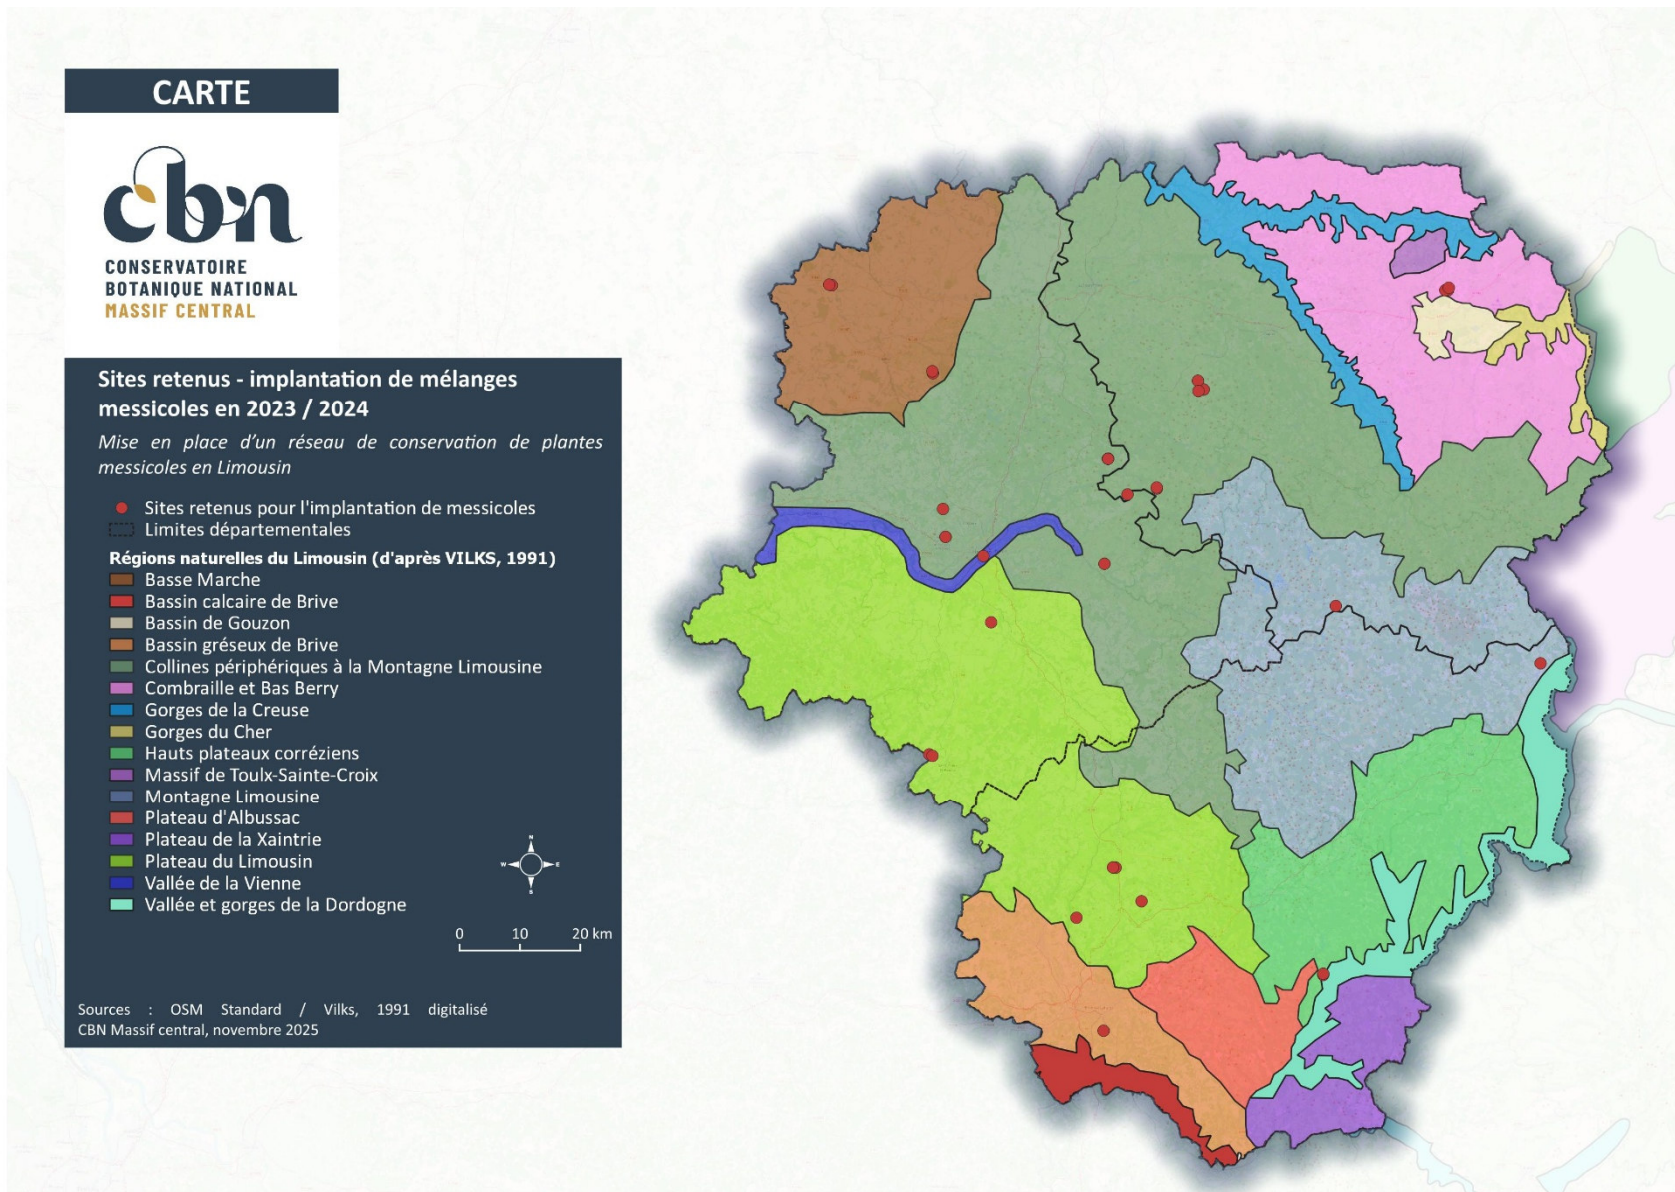 CARTE
cbn
CONSERVATOIRE
BOTANIQUE NATIONAL
MASSIF CENTRAL
Sites retenus - implantation de mélanges
messicoles en 2023 / 2024
Mise en place d'un réseau de conservation de plantes
messicoles en Limousin
Sites retenus pour l'implantation de messicoles
Limites départementales
Régions naturelles du Limousin (d'après VILKS, 1991)
Basse Marche
Bassin calcaire de Brive
Bassin de Gouzon
Bassin gréseux de Brive
Collines périphériques à la Montagne Limousine
Combraille et Bas Berry
Gorges de la Creuse
Gorges du Cher
Hauts plateaux corréziens
Massif de Toulx-Sainte-Croix
Montagne Limousine
Plateau d'Albussac
Plateau de la Xaintrie
Plateau du Limousin
Vallée de la Vienne
Vallée et gorges de la Dordogne
N
W E
S
0 10 20 km
Sources : OSM Standard / Vilks, 1991 digitalisé
CBN Massif central, novembre 2025